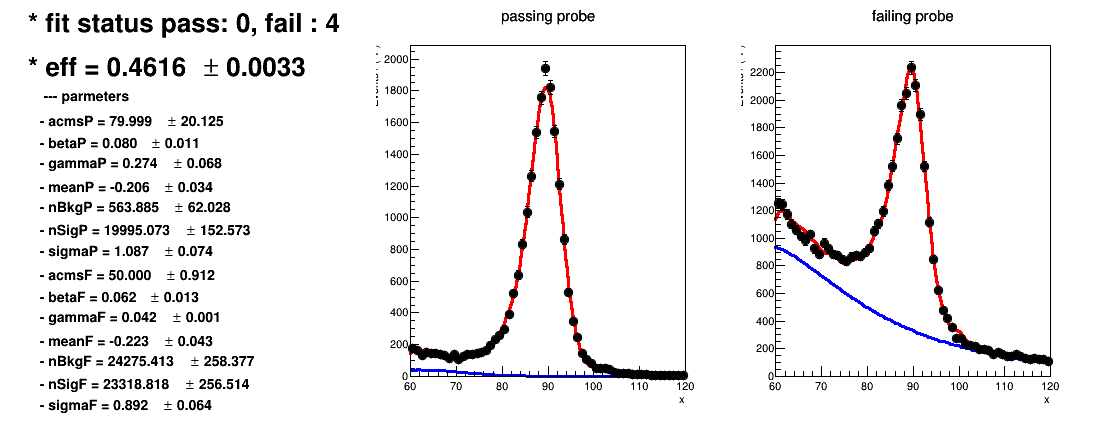 * fit status pass: 0, fail : 4
* eff = 0.4616 ± 0.0033
--- parmeters
- acmsP = 79.999 ± 20.125
- betaP = 0.080 ± 0.011
- gammaP = 0.274 ± 0.068
- meanP = -0.206 ± 0.034
- nBkgP = 563.885 ± 62.028
- nSigP = 19995.073 ± 152.573
- sigmaP = 1.087 ± 0.074
- acmsF = 50.000 ± 0.912
- betaF = 0.062 ± 0.013
- gammaF = 0.042 ± 0.001
- meanF = -0.223 ± 0.043
- nBkgF = 24275.413 ± 258.377
- nSigF = 23318.818 ± 256.514
- sigmaF = 0.892 ± 0.064
passing probe
2000
1800
1600
1400
1200
1000
800
600
400
200
0
60 70 80 90 100 110 120
x
failing probe
2200
2000
1800
1600
1400
1200
1000
800
600
400
200
0
60 70 80 90 100 110 120
x